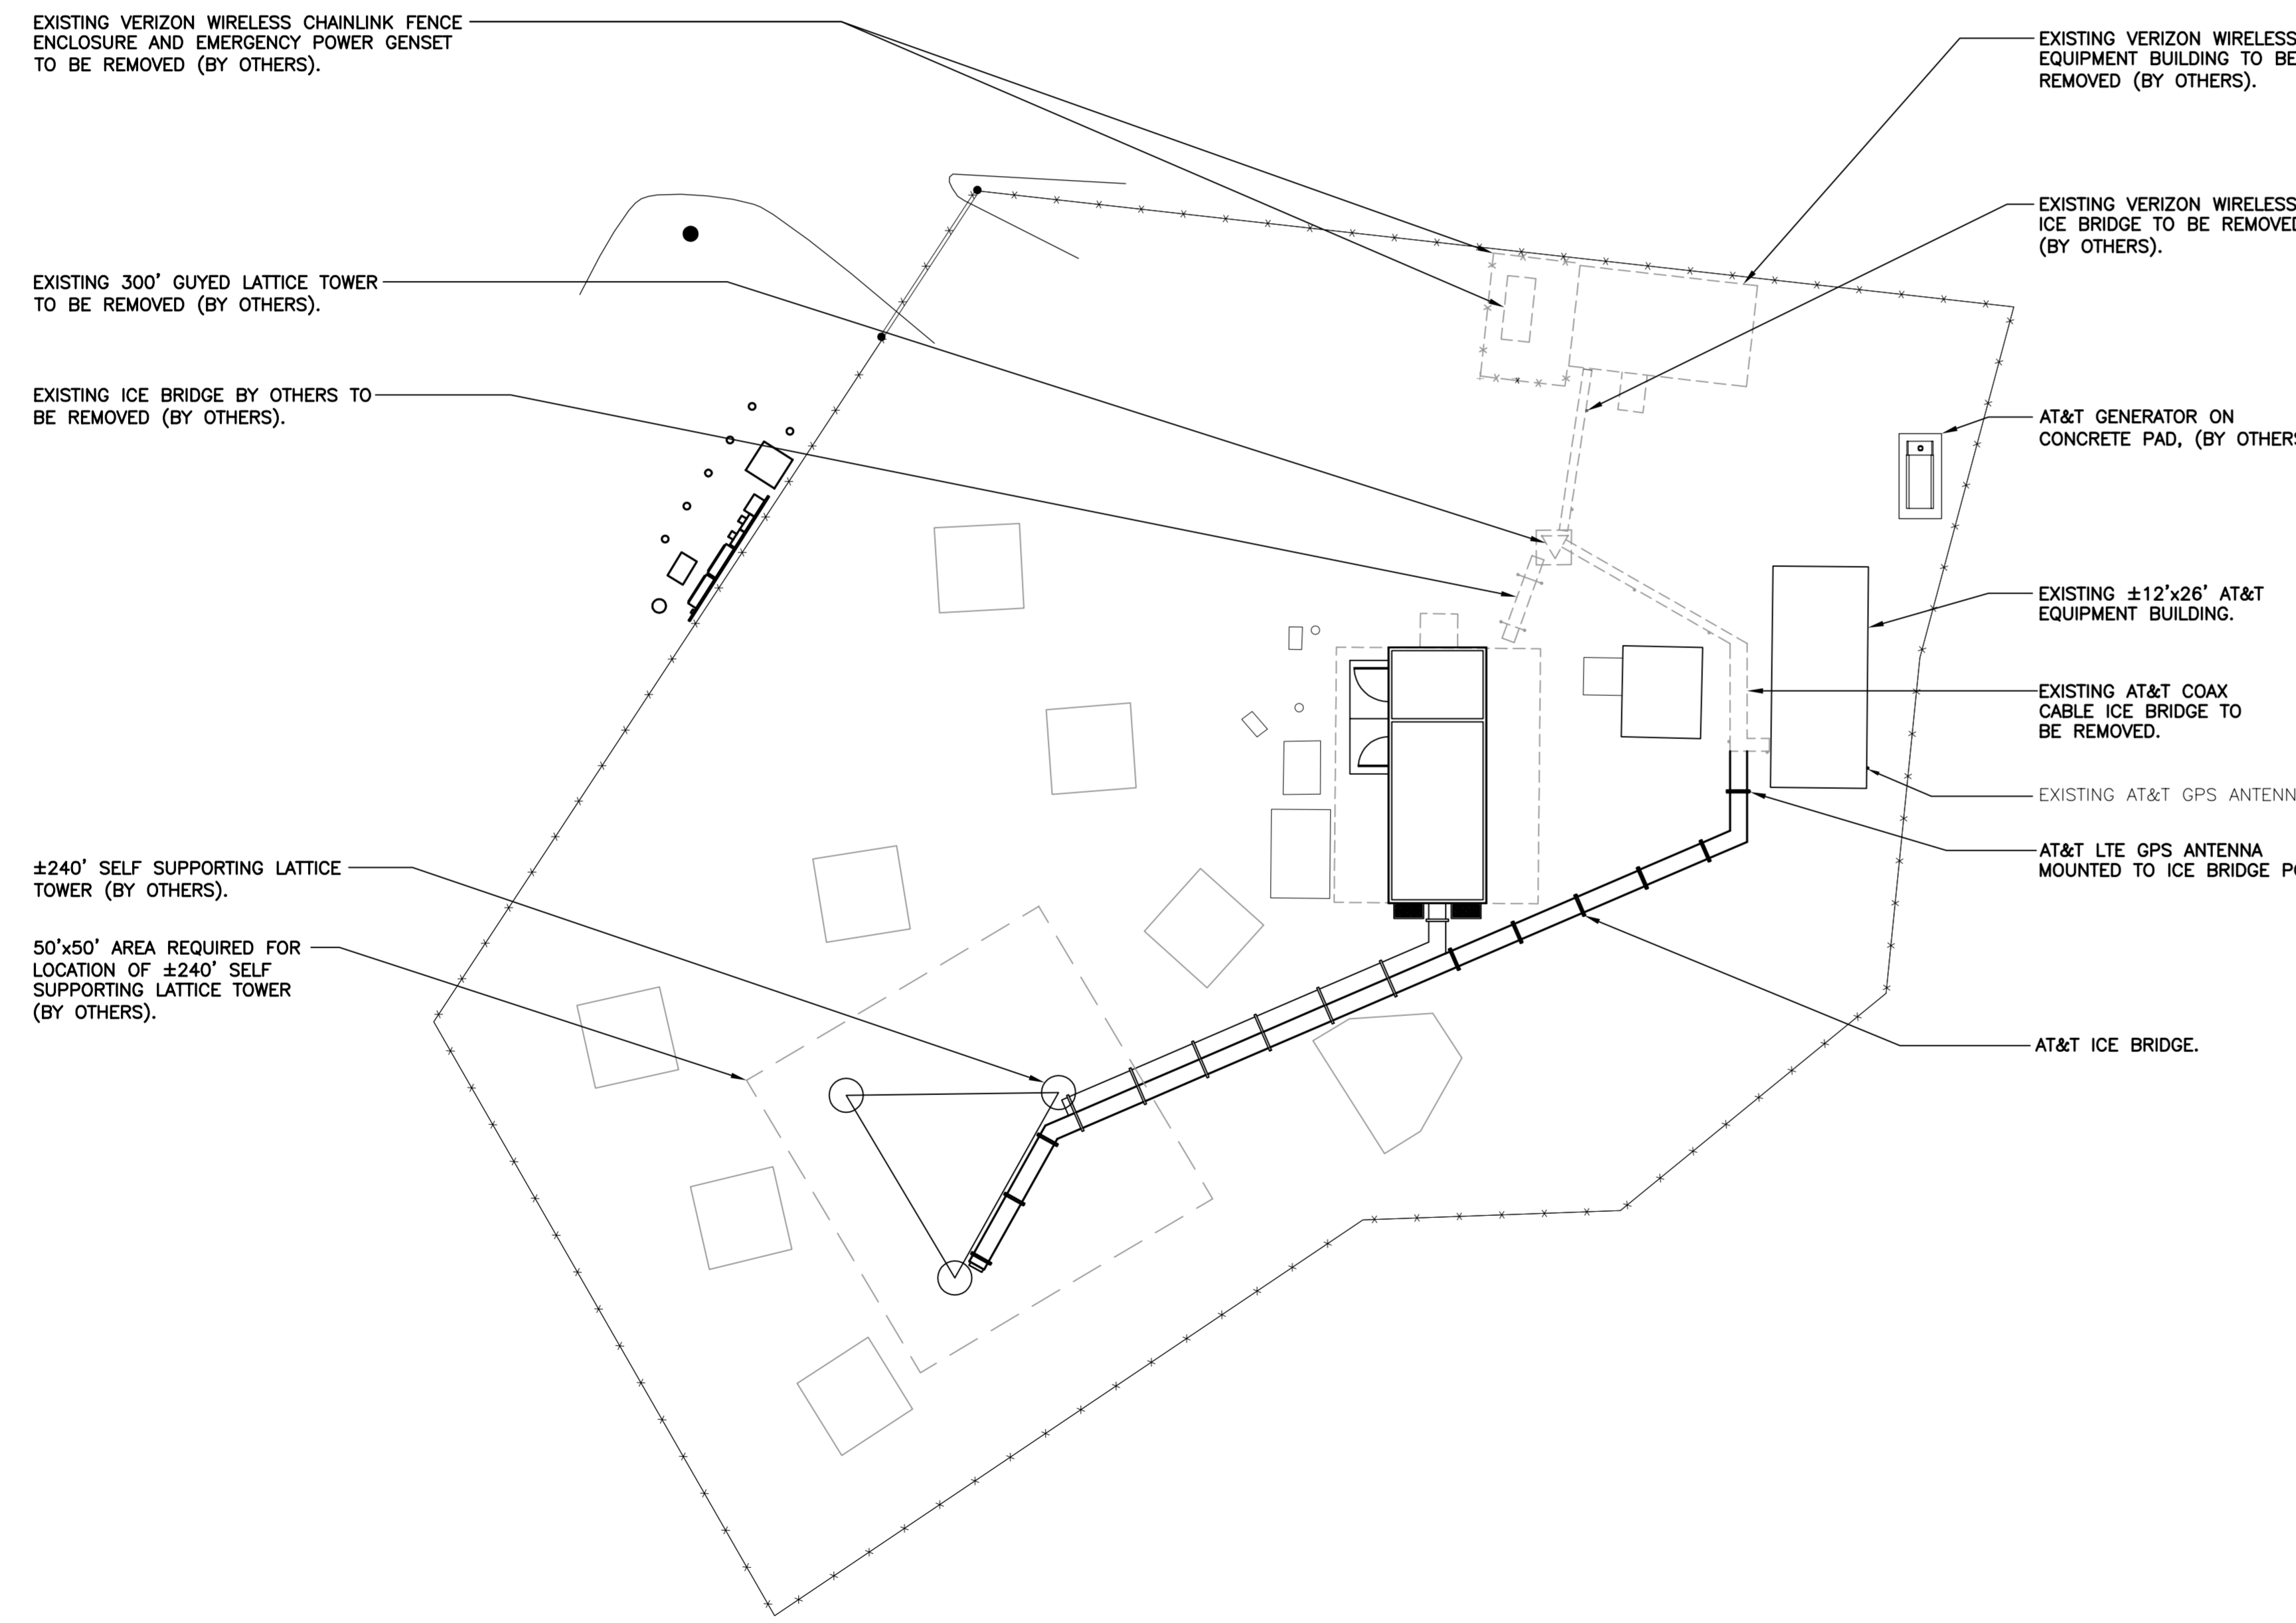 EXISTING VERIZON WIRELESS CHAINLINK FENCE
ENCLOSURE AND EMERGENCY POWER GENSET
TO BE REMOVED (BY OTHERS).
EXISTING 300' GUYED LATTICE TOWER
TO BE REMOVED (BY OTHERS).
EXISTING ICE BRIDGE BY OTHERS TO
BE REMOVED (BY OTHERS).
±240' SELF SUPPORTING LATTICE
TOWER (BY OTHERS).
50'x50' AREA REQUIRED FOR
LOCATION OF ±240' SELF
SUPPORTING LATTICE TOWER
(BY OTHERS).
EXISTING VERIZON WIRELESS
EQUIPMENT BUILDING TO BE
REMOVED (BY OTHERS).
EXISTING VERIZON WIRELESS
ICE BRIDGE TO BE REMOVED
(BY OTHERS).
AT&T GENERATOR ON
CONCRETE PAD, (BY OTHERS
EXISTING ±12'x26' AT&T
EQUIPMENT BUILDING.
EXISTING AT&T COAX
CABLE ICE BRIDGE TO
BE REMOVED.
EXISTING AT&T GPS ANTENN
AT&T LTE GPS ANTENNA
MOUNTED TO ICE BRIDGE
AT&T ICE BRIDGE.